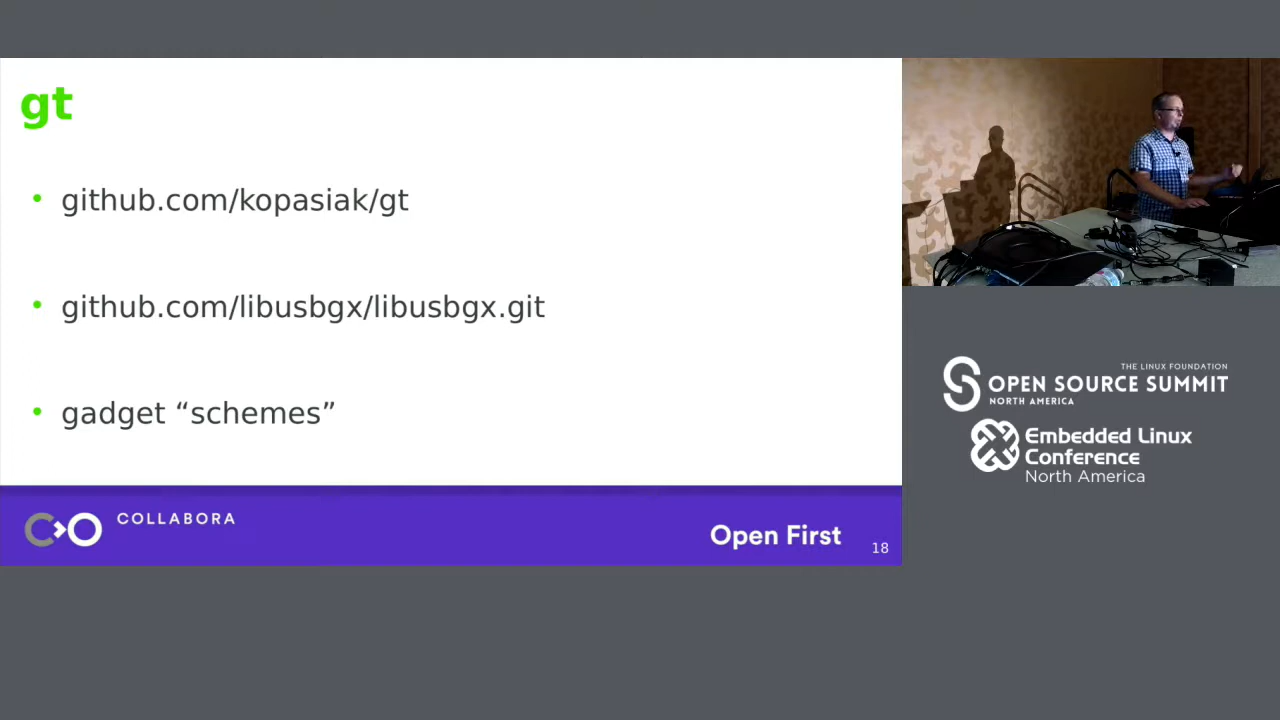 gt
• github.com/kopasiak/gt
• github.com/libusbgx/libusbgx.git
• gadget “schemes”
COLLABORA
Open First
18
THE LINUX FOUNDATION
OPEN SOURCE SUMMIT
NORTH AMERICA
Embedded Linux
Conference
North America